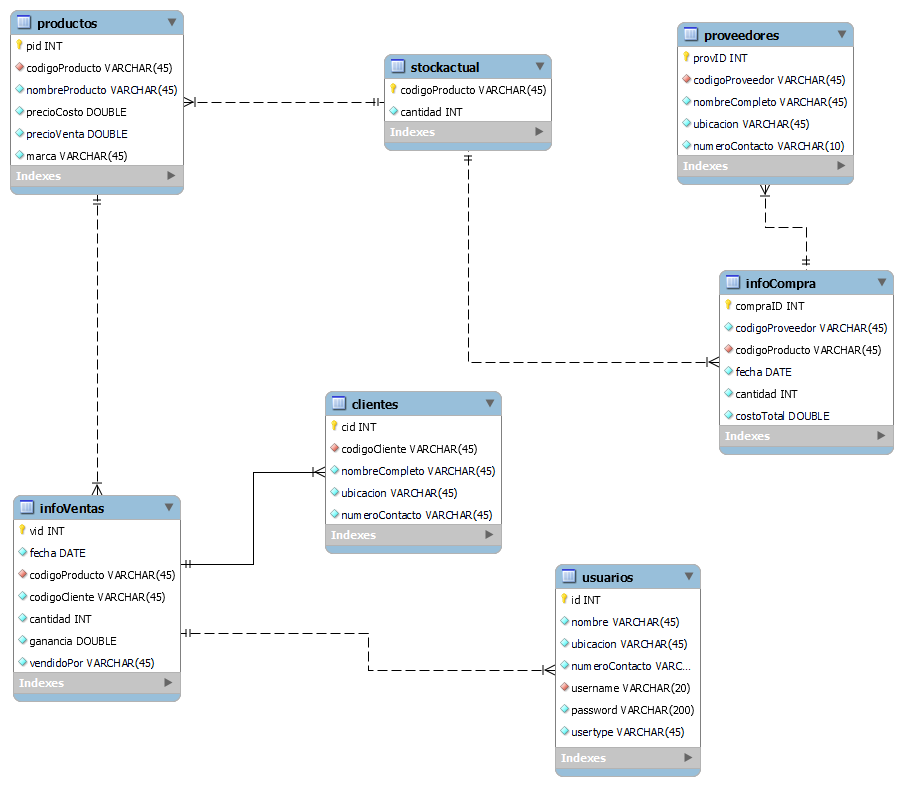 productos
pid INT
codigoProducto VARCHAR(45)
nombreProducto VARCHAR(45)
precioCosto DOUBLE
precioVenta DOUBLE
marca VARCHAR(45)
Indexes
stockactual
codigoProducto VARCHAR(45)
cantidad INT
Indexes
proveedores
provID INT
codigoProveedor VARCHAR(45)
nombreCompleto VARCHAR(45)
ubicacion VARCHAR(45)
numeroContacto VARCHAR(10)
Indexes
infoCompra
compraID INT
codigoProveedor VARCHAR(45)
codigoProducto VARCHAR(45)
fecha DATE
cantidad INT
costoTotal DOUBLE
Indexes
clientes
cid INT
codigoCliente VARCHAR(45)
nombreCompleto VARCHAR(45)
ubicacion VARCHAR(45)
numeroContacto VARCHAR(45)
Indexes
infoVentas
vid INT
fecha DATE
codigoProducto VARCHAR(45)
codigoCliente VARCHAR(45)
cantidad INT
ganancia DOUBLE
vendidoPor VARCHAR(45)
Indexes
usuarios
id INT
nombre VARCHAR(45)
ubicacion VARCHAR(45)
numeroContacto VARC...
username VARCHAR(20)
password VARCHAR(200)
usertype VARCHAR(45)
Indexes